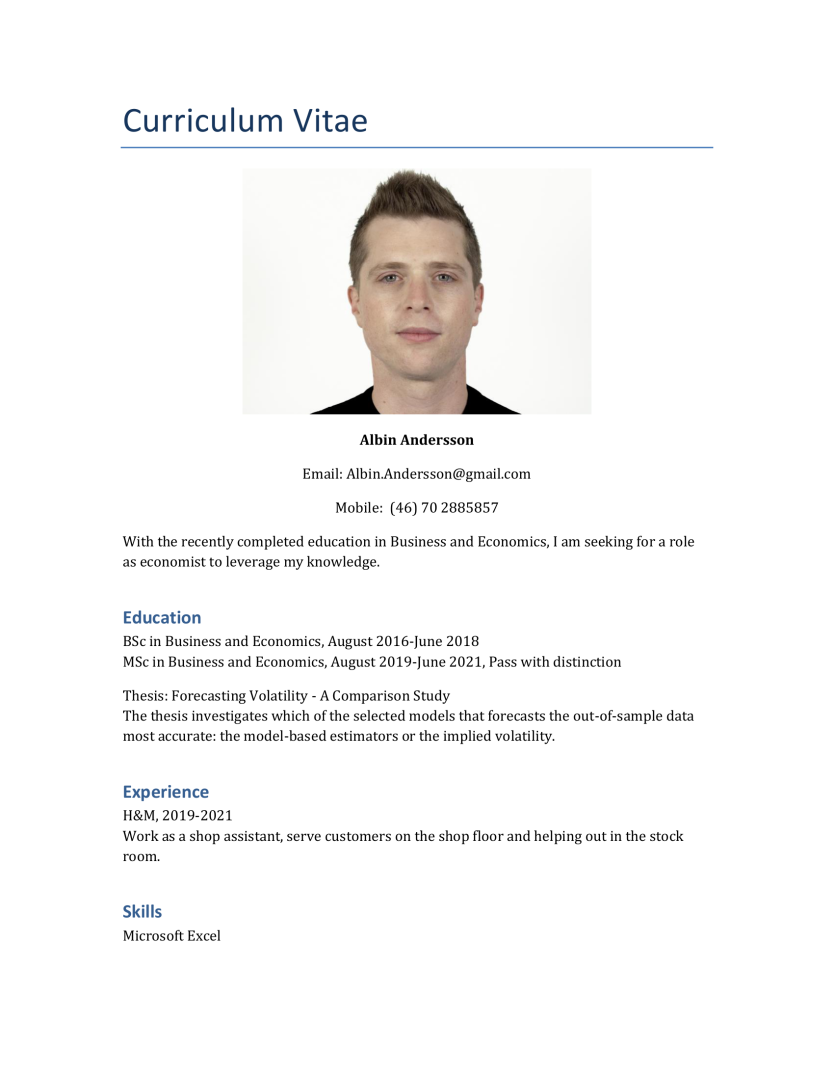 Curriculum Vitae
Albin Andersson
Email: Albin.Andersson@gmail.com
Mobile:  (46) 70 2885857
With the recently completed education in Business and Economics, I am seeking for a role
as economist to leverage my knowledge.
Education
BSc in Business and Economics, August 2016-June 2018
MSc in Business and Economics, August 2019-June 2021, Pass with distinction
Thesis: Forecasting Volatility - A Comparison Study
The thesis investigates which of the selected models that forecasts the out-of-sample data
most accurate: the model-based estimators or the implied volatility.
Experience
H&M, 2019-2021
Work as a shop assistant, serve customers on the shop floor and helping out in the stock
room.
Skills
Microsoft Excel